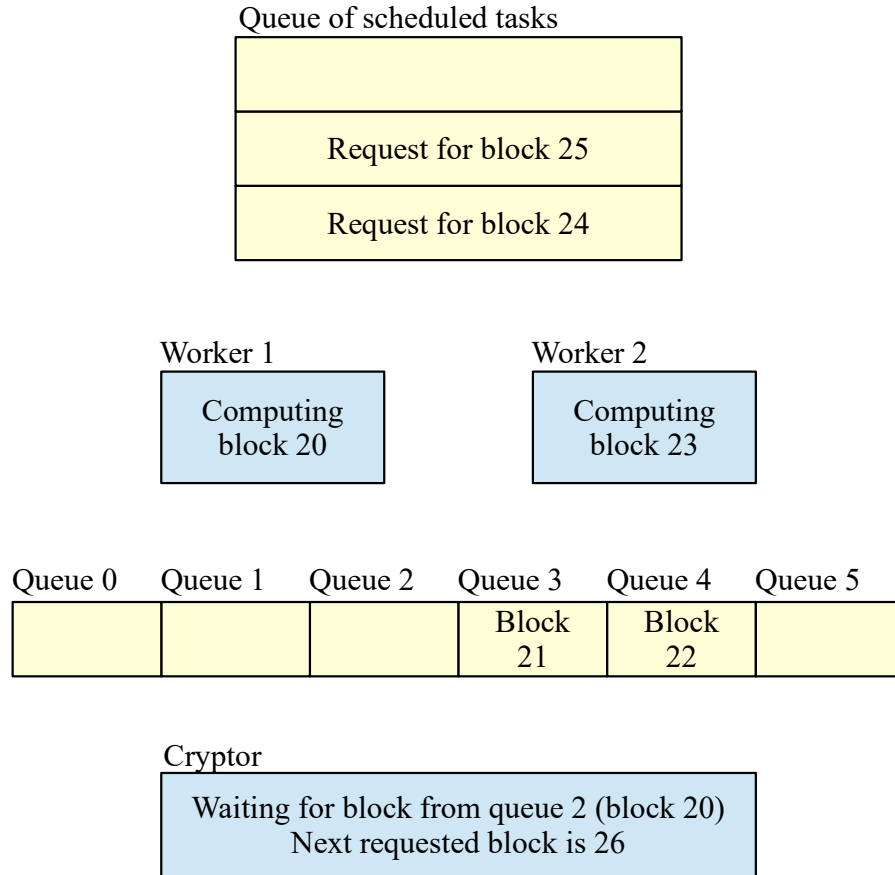 Queue of scheduled tasks
Request for block 25
Request for block 24
Worker 1
Worker 2
Computing
block 20
Computing
block 23
Queue 0
Queue 1
Queue 2
Queue 3
Queue 4
Queue 5
Block
21
Block
22
Cryptor
Waiting for block from queue 2 (block 20)
Next requested block is 26